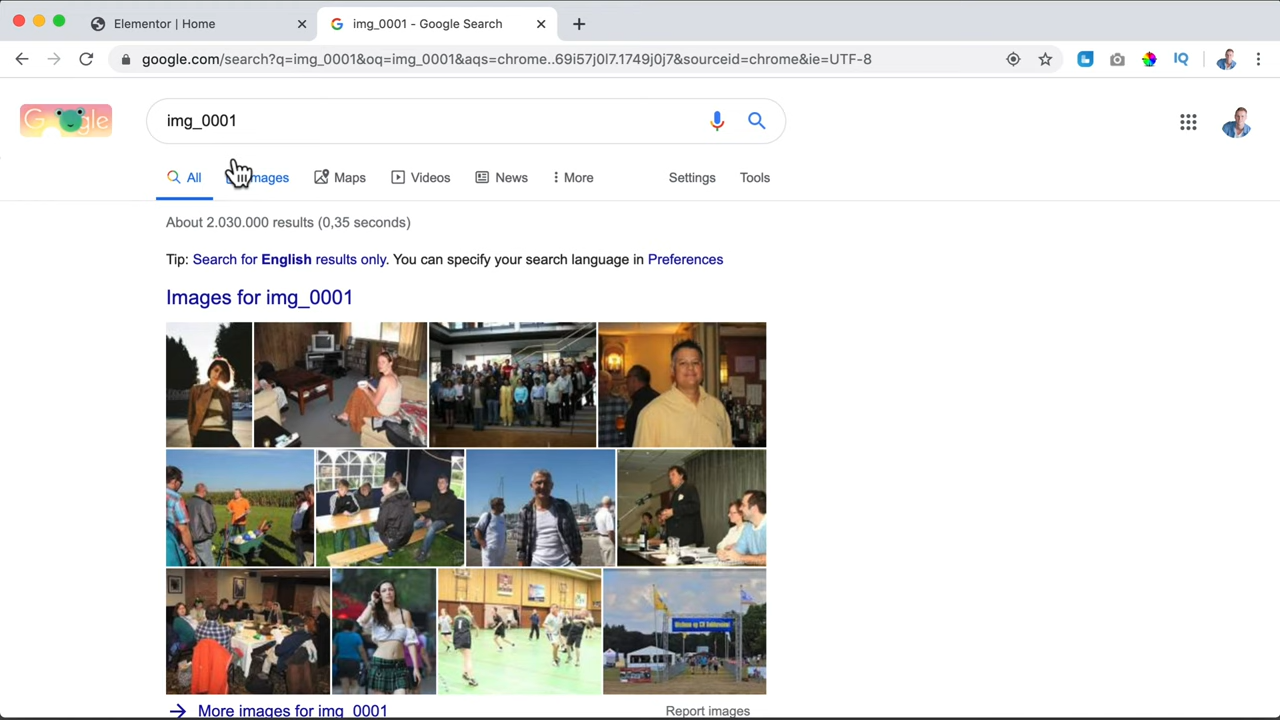 Elementor | Home
img_0001 - Google Search
google.com/search?q=img_0001&oq=img_0001&aqs=chrome..69i57j0l7.1749j0j7&sourceid=chrome&ie=UTF-8
IQ
Google
img_0001
All
Images
Maps
Videos
News
More
Settings
Tools
About 2.030.000 results (0,35 seconds)
Tip: Search for English results only. You can specify your search language in Preferences
Images for img_0001
More images for img_0001
Report images